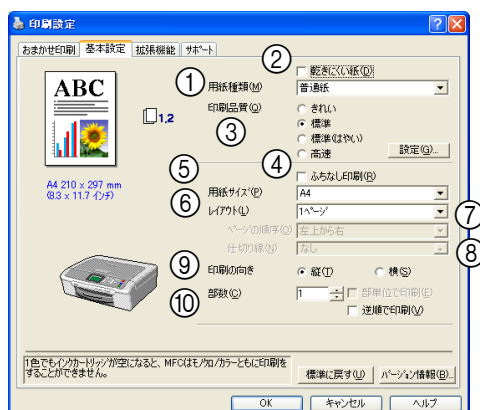 印刷設定
おまかせ印刷 基本設定 拡張機能 サポート
② 乾きにくい紙(D)
① 用紙種類(M) 普通紙
ABC
印刷品質(Q) きれい
③ 標準
1,2
標準(はやい)
高速 設定(G)...
④ ふちなし印刷(R)
⑤
A4 210 x 297 mm
(8.3 x 11.7 インチ)
用紙サイズ(P) A4
⑥ レイアウト(L) 1ページ
⑦
ページの順序(O) 左上から右
仕切り線(N) なし
⑧
⑨ 印刷の向き 縦(T) 横(S)
⑩ 部数(C) 1 部単位で印刷(E)
逆順で印刷(V)
1色でもインクカートリッジが空になると、MFCはモノクロ/カラーともに印刷を
することができません。
標準に戻す(U) バージョン情報(B)...
OK キャンセル ヘルプ